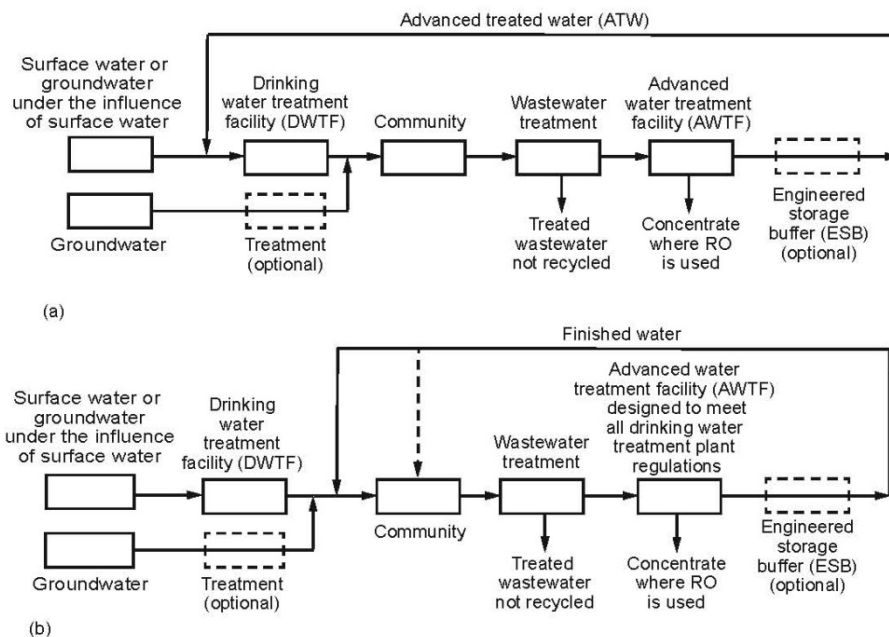 Advanced treated water (ATW)
Surface water or
groundwater
under the influence
of surface water
Drinking
water treatment
facility (DWTF)
Community
Wastewater
treatment
Advanced
water treatment
facility (AWTF)
Groundwater
Treatment
(optional)
Treated
wastewater
not recycled
Concentrate
where RO
is used
Engineered
storage
buffer (ESB)
(optional)
(a)
Finished water
Surface water or
groundwater
under the influence
of surface water
Drinking
water
treatment
facility (DWTF)
Community
Wastewater
treatment
Advanced water
treatment facility (AWTF)
designed to meet
all drinking water
treatment plant
regulations
Groundwater
Treatment
(optional)
Treated
wastewater
not recycled
Concentrate
where RO
is used
Engineered
storage
buffer (ESB)
(optional)
(b)